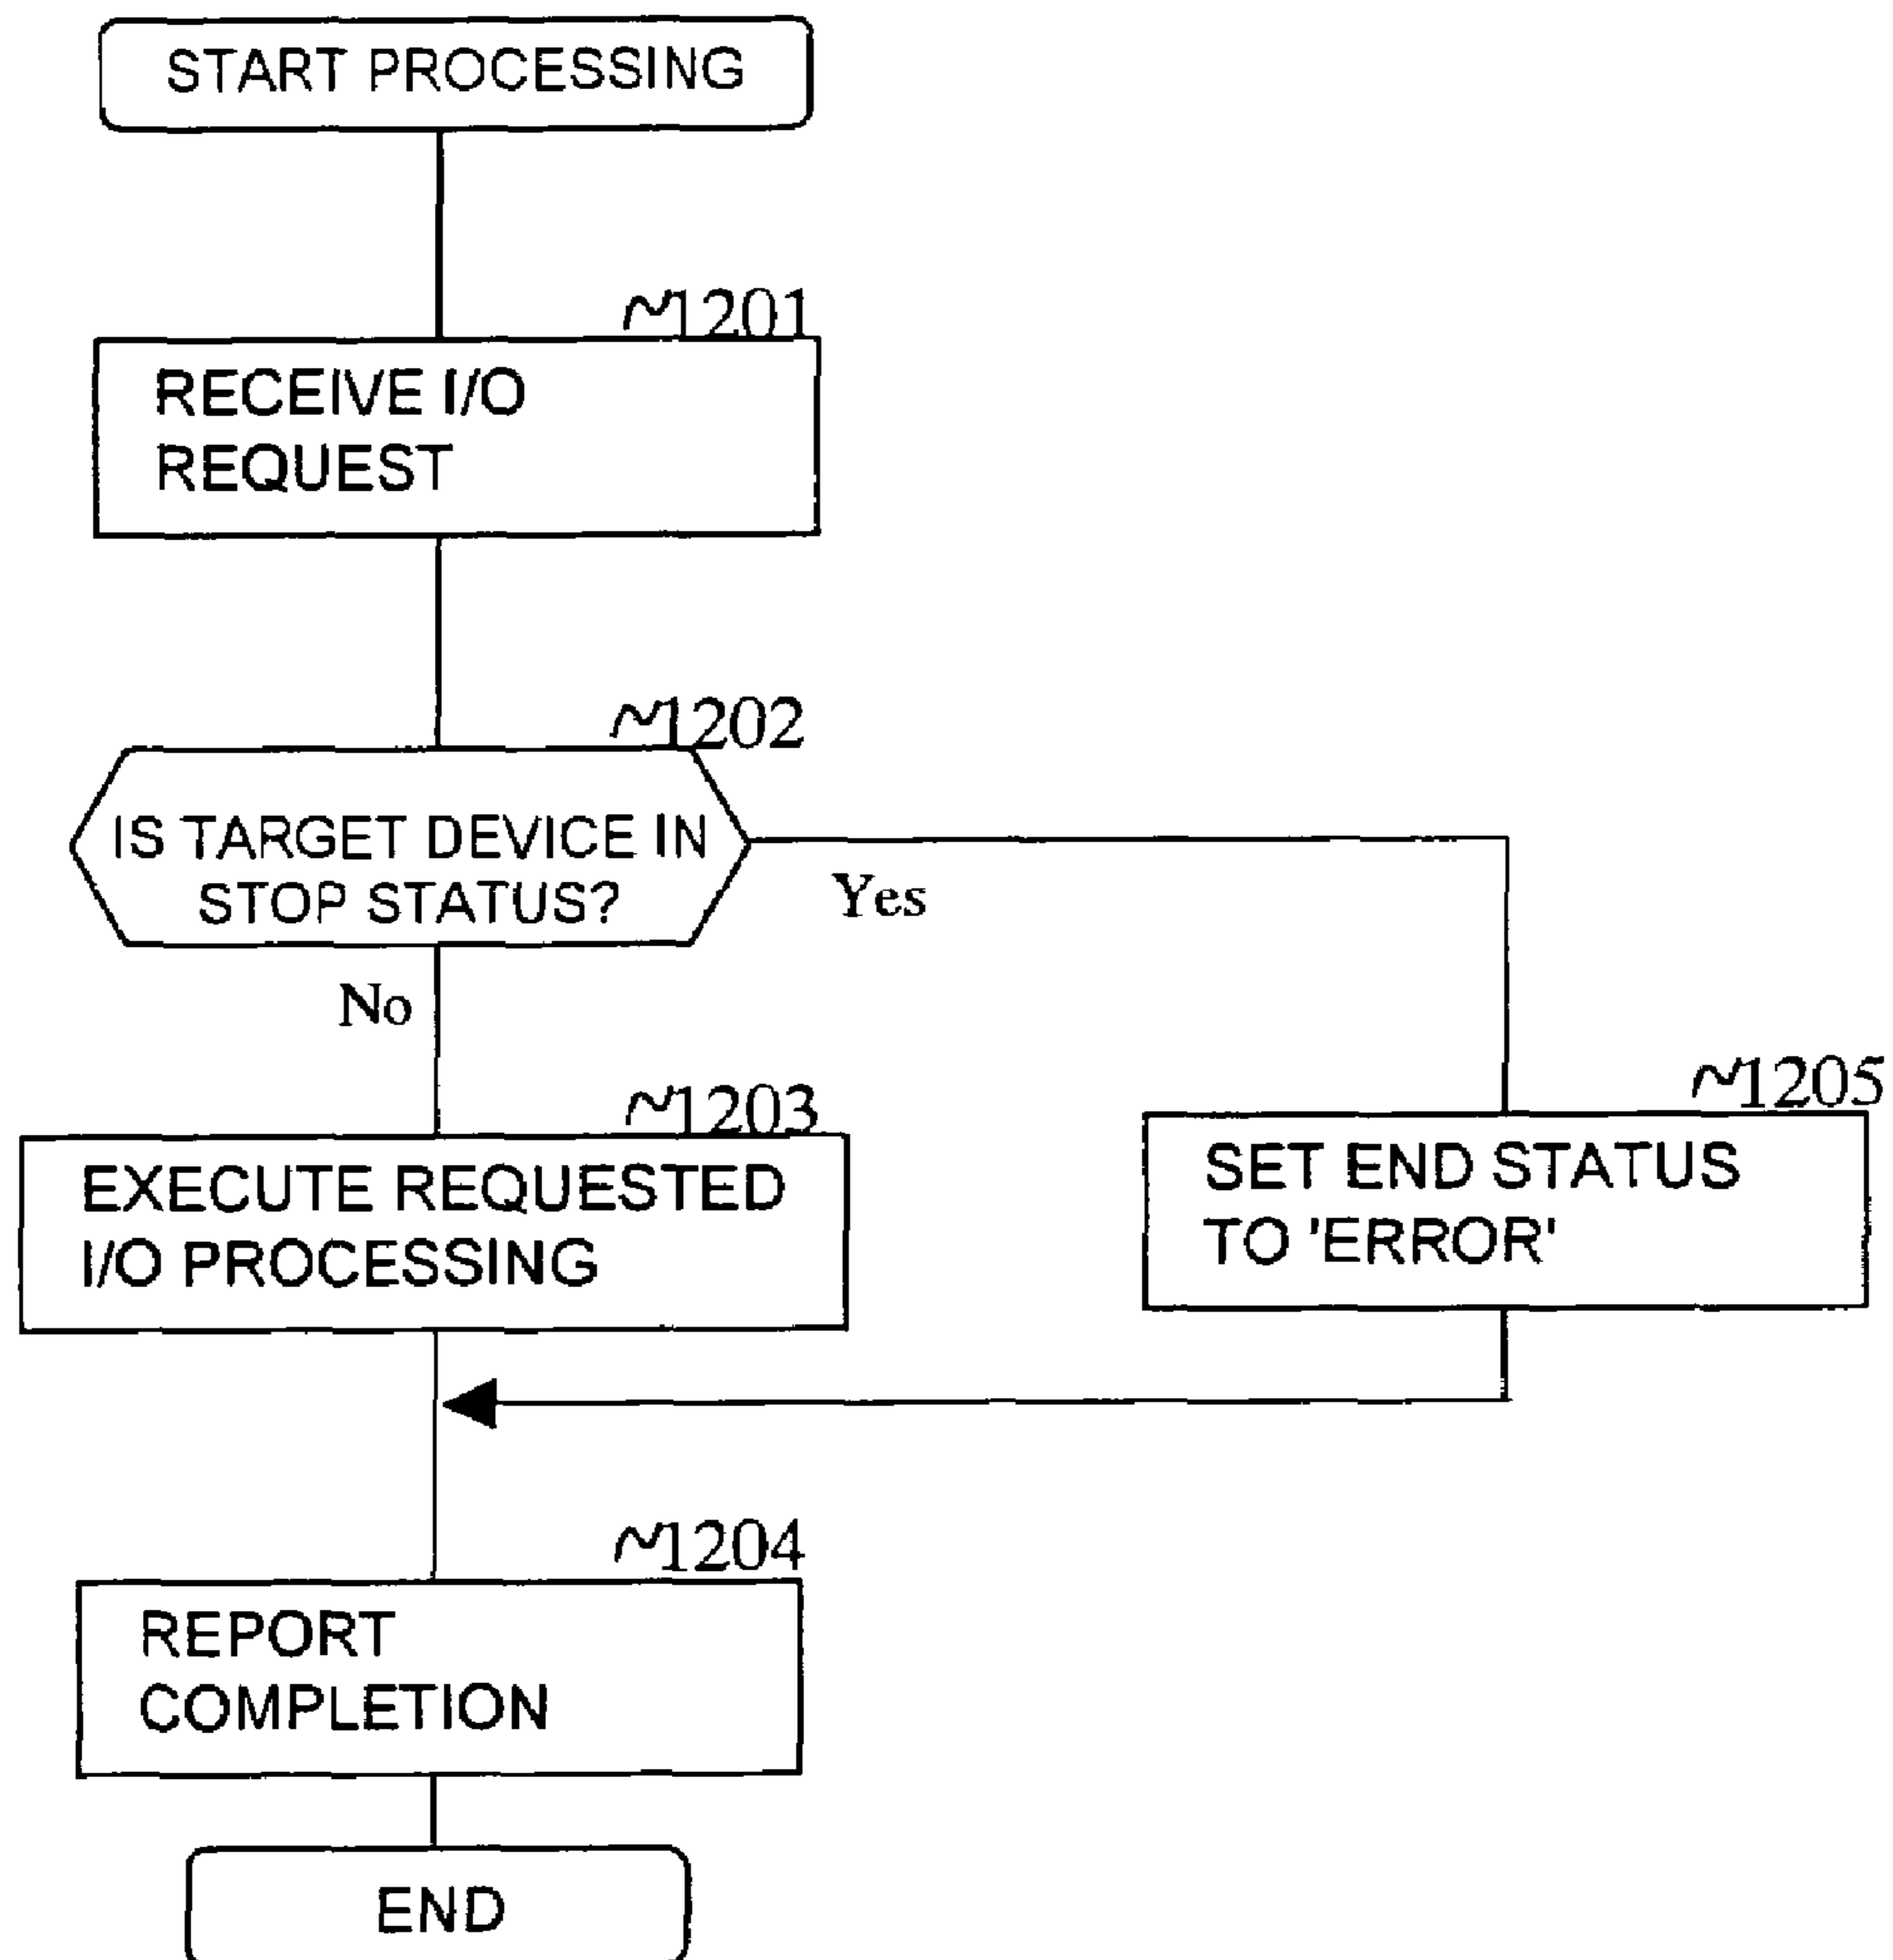 START PROCESSING
~1201
RECEIVE I/O
REQUEST
~1202
IS TARGET DEVICE IN
STOP STATUS?
Yes
No
~1203
EXECUTE REQUESTED
I/O PROCESSING
~1205
SET END STATUS
TO 'ERROR'
~1204
REPORT
COMPLETION
END